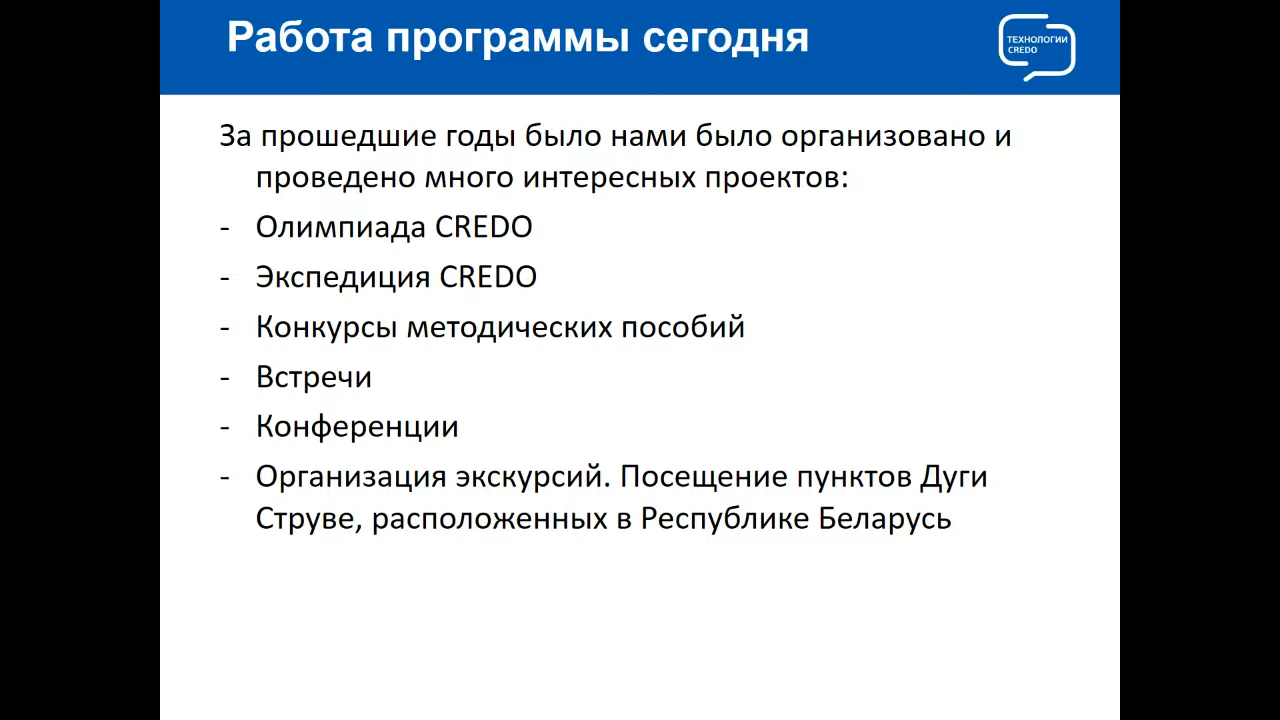 Работа программы сегодня
ТЕХНОЛОГИИ
CREDO
За прошедшие годы было нами было организовано и
проведено много интересных проектов:
- Олимпиада CREDO
- Экспедиция CREDO
- Конкурсы методических пособий
- Встречи
- Конференции
- Организация экскурсий. Посещение пунктов Дуги
Струве, расположенных в Республике Беларусь